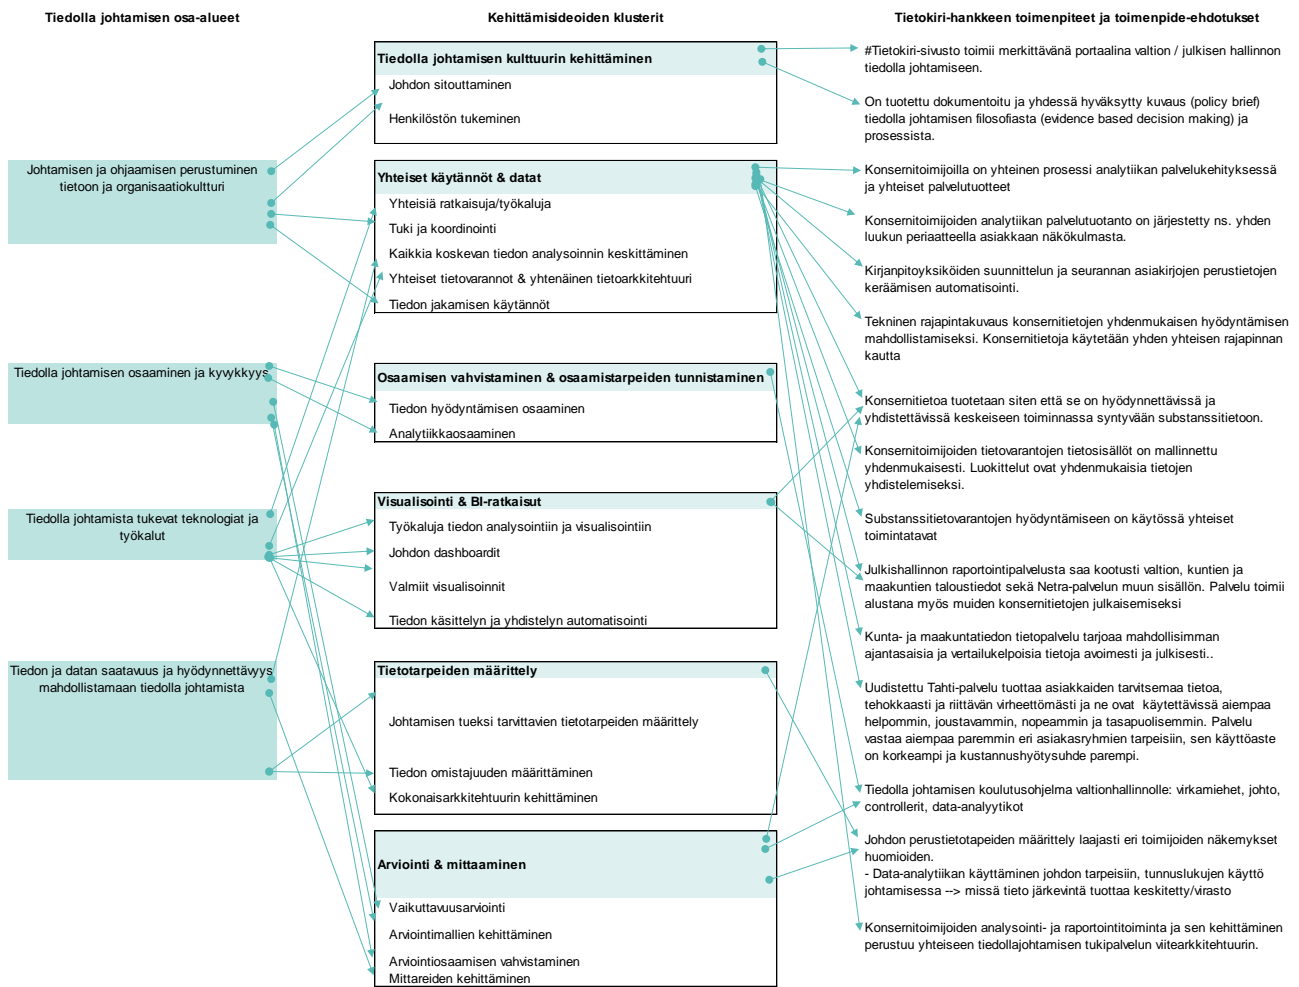 Tiedolla johtamisen osa-alueet
Johtamisen ja ohjaamisen perustuminen
tietoon ja organisaatiokultturi
Tiedolla johtamisen osaaminen ja kyvykkyys
Tiedolla johtamista tukevat teknologiat ja
työkalut
Tiedon ja datan saatavuus ja hyödynnettävyys
mahdollistamaan tiedolla johtamista
Kehittämisideoiden klusterit
Tiedolla johtamisen kulttuurin kehittäminen
Johdon sitouttaminen
Henkilöstön tukeminen
Yhteiset käytännöt & datat
Yhteisiä ratkaisuja/työkaluja
Tuki ja koordinointi
Kaikkia koskevan tiedon analysoinnin keskittäminen
Yhteiset tietovarannot & yhtenäinen tietoarkkitehtuuri
Tiedon jakamisen käytännöt
Osaamisen vahvistaminen & osaamistarpeiden tunnistaminen
Tiedon hyödyntämisen osaaminen
Analytiikkaosaaminen
Visualisointi & BI-ratkaisut
Työkaluja tiedon analysointiin ja visualisointiin
Johdon dashboardit
Valmiit visualisoinnit
Tiedon käsittelyn ja yhdistelyn automatisointi
Tietotarpeiden määrittely
Johtamisen tueksi tarvittavien tietotarpeiden määrittely
Tiedon omistajuuden määrittäminen
Kokonaisarkkitehtuurin kehittäminen
Arviointi & mittaaminen
Vaikuttavuusarviointi
Arviointimallien kehittäminen
Arviointiosaamisen vahvistaminen
Mittareiden kehittäminen
Tietokiri-hankkeen toimenpiteet ja toimenpide-ehdotukset
#Tietokiri-sivusto toimii merkittävänä portaalina valtion / julkisen hallinnon
tiedolla johtamiseen.
On tuotettu dokumentoitu ja yhdessä hyväksytty kuvaus (policy brief)
tiedolla johtamisen filosofiasta (evidence based decision making) ja
prosessista.
Konsernitoimijoilla on yhteinen prosessi analytiikan palvelukehityksessä
ja yhteiset palvelutuotteet
Konsernitoimijoiden analytiikan palvelutuotanto on järjestetty ns. yhden
luukun periaatteella asiakkaan näkökulmasta.
Kirjanpitoyksiköiden suunnittelun ja seurannan asiakirjojen perustietojen
keräämisen automatisointi.
Tekninen rajapintakuvaus konsernitietojen yhdenmukaisen hyödyntämisen
mahdollistamiseksi. Konsernitietoja käytetään yhden yhteisen rajapinnan
kautta
Konsernitietoa tuotetaan siten että se on hyödynnettävissä ja
yhdistettävissä keskeiseen toiminnassa syntyvään substanssitietoon.
Konsernitoimijoiden tietovarantojen tietosisällöt on mallinnettu
yhdenmukaisesti. Luokittelut ovat yhdenmukaisia tietojen
yhdistelemiseksi.
Substanssitietovarantojen hyödyntämiseen on käytössä yhteiset
toimintatavat
Julkishallinnon raportointipalvelusta saa kootusti valtion, kuntien ja
maakuntien taloustiedot sekä Netra-palvelun muun sisällön. Palvelu toimii
alustana myös muiden konsernitietojen julkaisemiseksi
Kunta- ja maakuntatiedon tietopalvelu tarjoaa mahdollisimman
ajantasaisia ja vertailukelpoisia tietoja avoimesti ja julkisesti..
Uudistettu Tahti-palvelu tuottaa asiakkaiden tarvitsemaa tietoa,
tehokkaasti ja riittävän virheettömästi ja ne ovat käytettävissä aiempaa
helpommin, joustavammin, nopeammin ja tasapuolisemmin. Palvelu
vastaa aiempaa paremmin eri asiakasryhmien tarpeisiin, sen käyttöaste
on korkeampi ja kustannushyötysuhde parempi.
Tiedolla johtamisen koulutusohjelma valtionhallinnolle: virkamiehet, johto,
controllerit, data-analyytikot
Johdon perustietotapeiden määrittely laajasti eri toimijoiden näkemykset
huomioiden.
- Data-analytiikan käyttäminen johdon tarpeisiin, tunnuslukujen käyttö
johtamisessa --> missä tieto järkevintä tuottaa keskitetty/virasto
Konsernitoimijoiden analysointi- ja raportointitoiminta ja sen kehittäminen
perustuu yhteiseen tiedollajohtamisen tukipalvelun viitearkkitehtuurin.